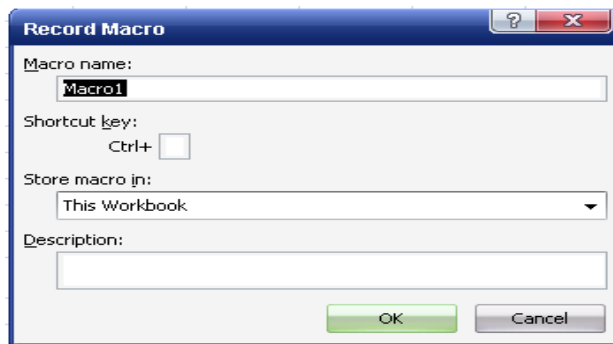 Record Macro
?
Macro name:
Macro1
Shortcut key:
Ctrl+
Store macro in:
This Workbook
Description:
OK Cancel